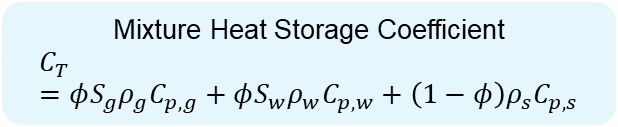 Mixture Heat Storage Coefficient
C_T
= ϕS_gρ_gC_{p,g} + ϕS_wρ_wC_{p,w} + (1 − ϕ)ρ_sC_{p,s}